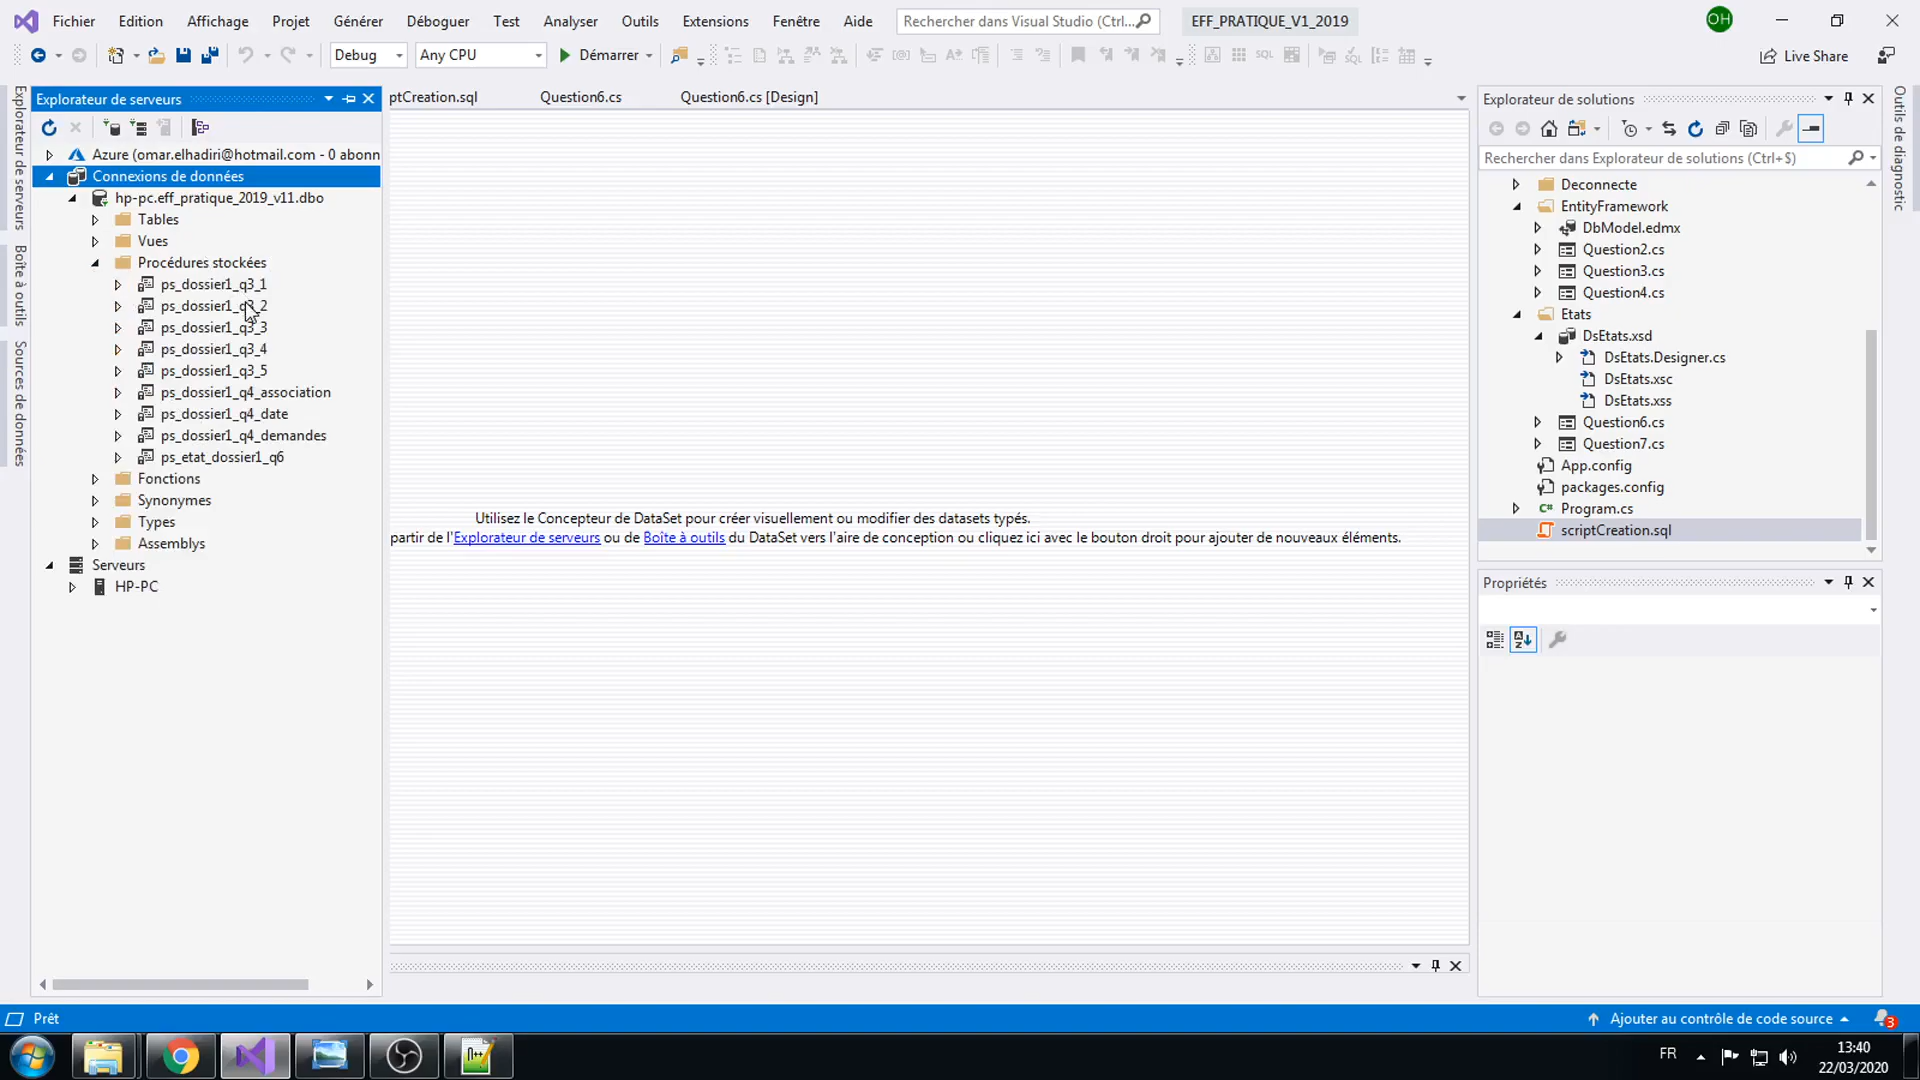 Fichier Edition Affichage Projet Générer Déboguer Test Analyser Outils Extensions Fenêtre Aide Rechercher dans Visual Studio (Ctrl... EFF_PRATIQUE_V1_2019 OH
Debug Any CPU Démarrer SQL Live Share
Explorateur de serveurs
Boîte à outils
Sources de données
Explorateur de serveurs
Azure (omar.elhadiri@hotmail.com - 0 abonn
Connexions de données
hp-pc.eff_pratique_2019_v11.dbo
Tables
Vues
Procédures stockées
ps_dossier1_q3_1
ps_dossier1_q3_2
ps_dossier1_q3_3
ps_dossier1_q3_4
ps_dossier1_q3_5
ps_dossier1_q4_association
ps_dossier1_q4_date
ps_dossier1_q4_demandes
ps_etat_dossier1_q6
Fonctions
Synonymes
Types
Assemblys
Serveurs
HP-PC
ptCreation.sql Question6.cs Question6.cs [Design]
Utilisez le Concepteur de DataSet pour créer visuellement ou modifier des datasets typés.
partir de l'Explorateur de serveurs ou de Boîte à outils du DataSet vers l'aire de conception ou cliquez ici avec le bouton droit pour ajouter de nouveaux éléments.
Explorateur de solutions
Rechercher dans Explorateur de solutions (Ctrl+$)
Deconnecte
EntityFramework
DbModel.edmx
Question2.cs
Question3.cs
Question4.cs
Etats
DsEtats.xsd
DsEtats.Designer.cs
DsEtats.xsc
DsEtats.xss
Question6.cs
Question7.cs
App.config
packages.config
C# Program.cs
scriptCreation.sql
Propriétés
Outils de diagnostic
Prêt
Ajouter au contrôle de code source 3
FR 13:40
22/03/2020